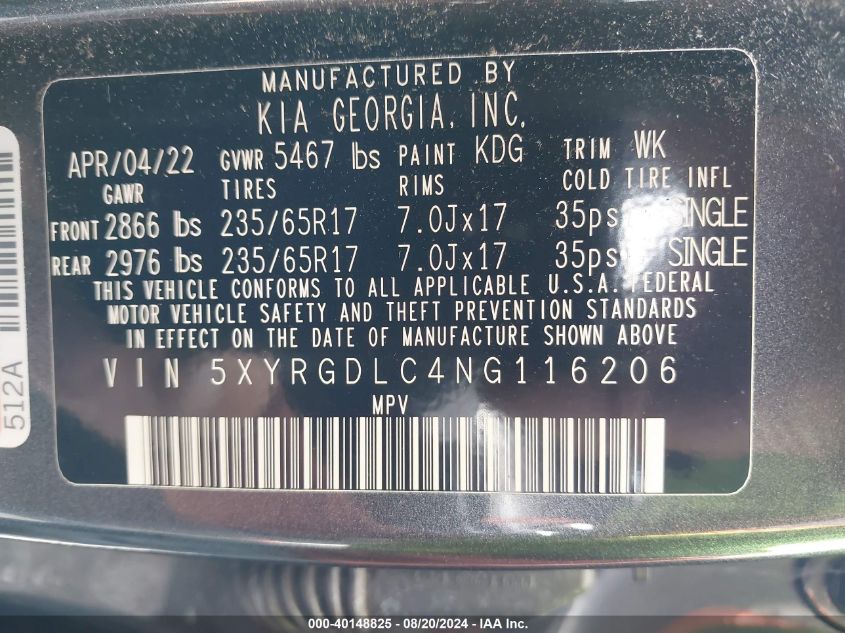 MANUFACTURED BY
KIA GEORGIA, INC.
APR/04/22 GVWR 5467 lbs PAINT KDG TRIM WK
GAWR TIRES RIMS COLD TIRE INFL
FRONT 2866 lbs 235/65R17 7.0Jx17 35psi SINGLE
REAR 2976 lbs 235/65R17 7.0Jx17 35psi SINGLE
THIS VEHICLE CONFORMS TO ALL APPLICABLE U.S.A. FEDERAL
MOTOR VEHICLE SAFETY AND THEFT PREVENTION STANDARDS
IN EFFECT ON THE DATE OF MANUFACTURE SHOWN ABOVE
VIN 5XYRGDLC4NG116206
MPV
512A
000-40148825 - 08/20/2024 - IAA Inc.